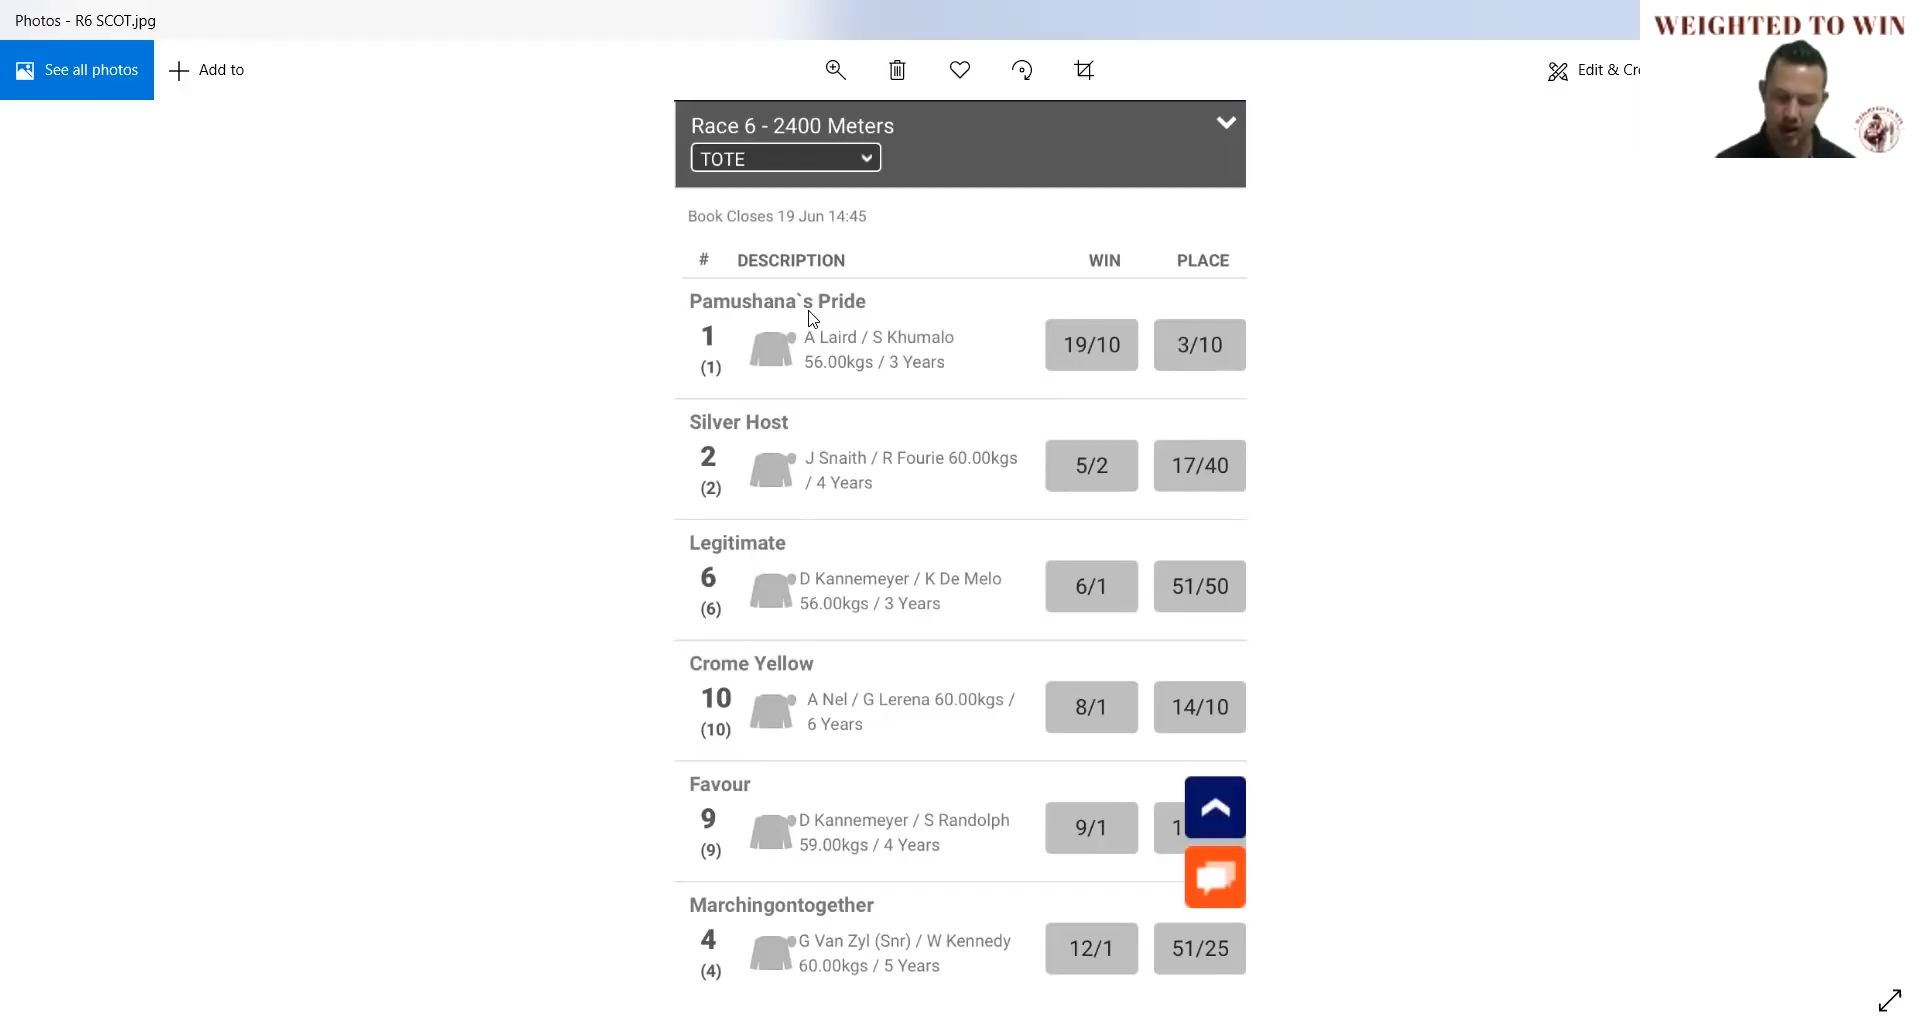 Photos - R6 SCOT.jpg
WEIGHTED TO WIN
See all photos
Add to
Edit & Cre
Race 6 - 2400 Meters
TOTE
Book Closes 19 Jun 14:45
# DESCRIPTION WIN PLACE
Pamushana`s Pride
1 A Laird / S Khumalo 19/10 3/10
(1) 56.00kgs / 3 Years
Silver Host
2 J Snaith / R Fourie 60.00kgs 5/2 17/40
(2) / 4 Years
Legitimate
6 D Kannemeyer / K De Melo 6/1 51/50
(6) 56.00kgs / 3 Years
Crome Yellow
10 A Nel / G Lerena 60.00kgs / 8/1 14/10
(10) 6 Years
Favour
9 D Kannemeyer / S Randolph 9/1 1
(9) 59.00kgs / 4 Years
Marchingontogether
4 G Van Zyl (Snr) / W Kennedy 12/1 51/25
(4) 60.00kgs / 5 Years